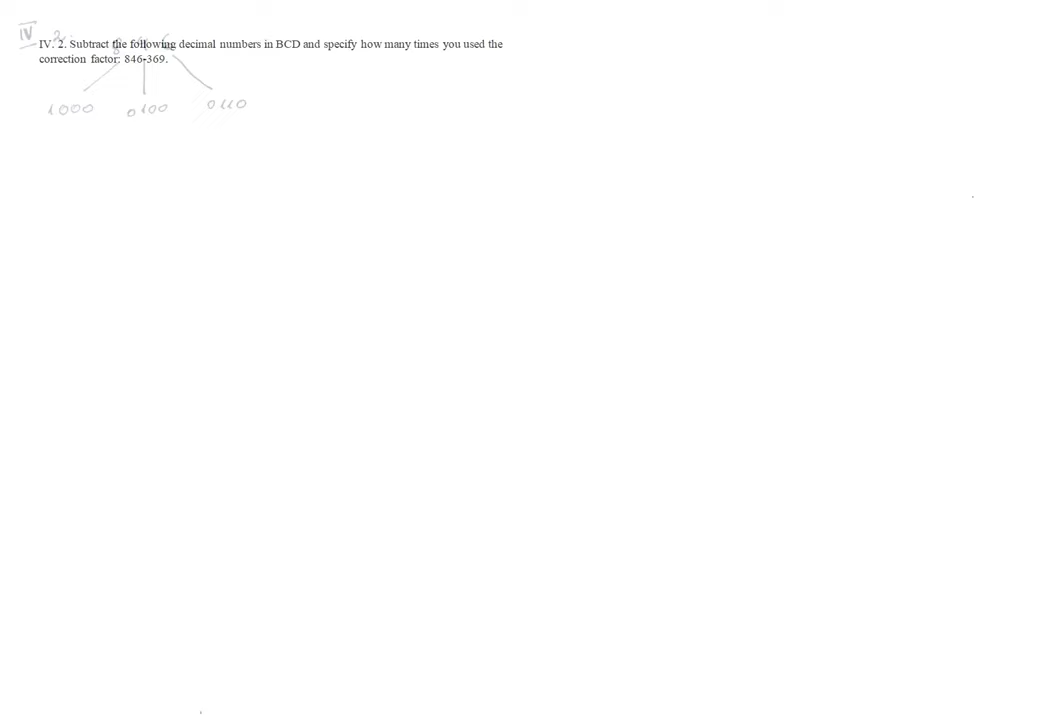 IV 2.
IV. 2. Subtract the following decimal numbers in BCD and specify how many times you used the
correction factor: 846-369.
1000 0100 0110